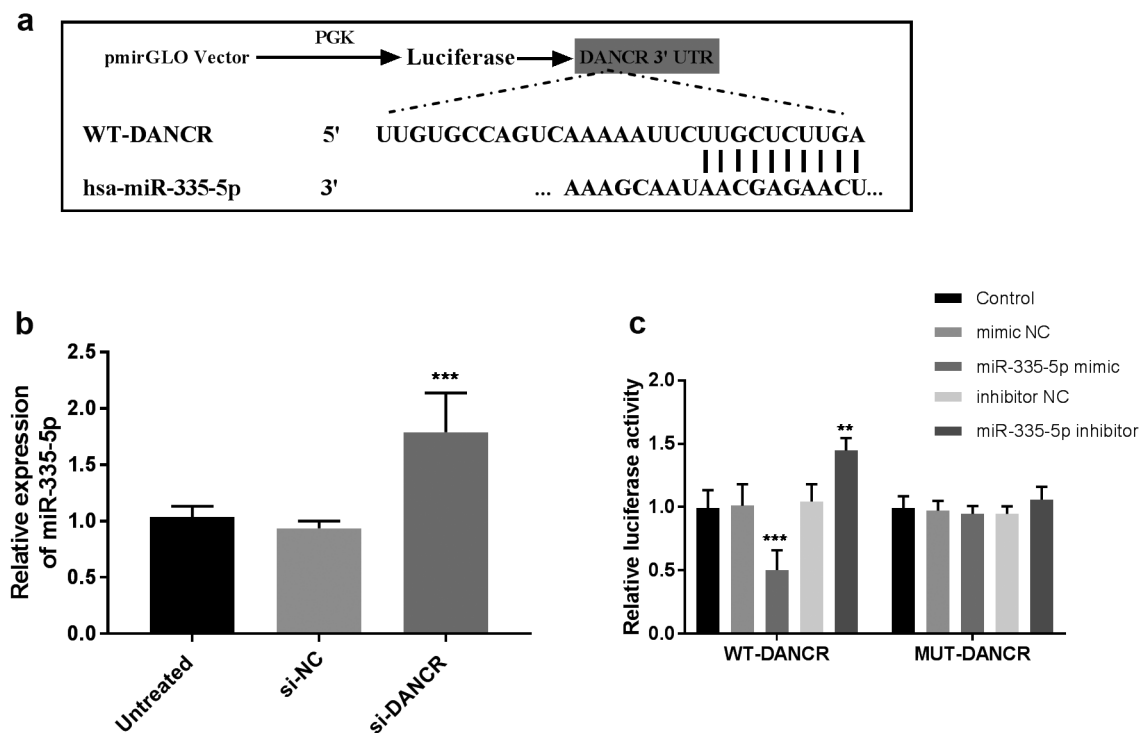 a
PGK
pmirGLO Vector Luciferase DANCR 3' UTR
WT-DANCR 5' UUGUGCCAGUCAAAAAUUCUUGCUCUUGA
hsa-miR-335-5p 3' ... AAAGCAAUAACGAGAACU...
b
Relative expression
of miR-335-5p
2.5
2.0
1.5
1.0
0.5
0.0
***
Untreated
si-NC
si-DANCR
c
Control
mimic NC
miR-335-5p mimic
inhibitor NC
miR-335-5p inhibitor
Relative luciferase activity
2.0
1.5
1.0
0.5
0.0
***
**
WT-DANCR
MUT-DANCR